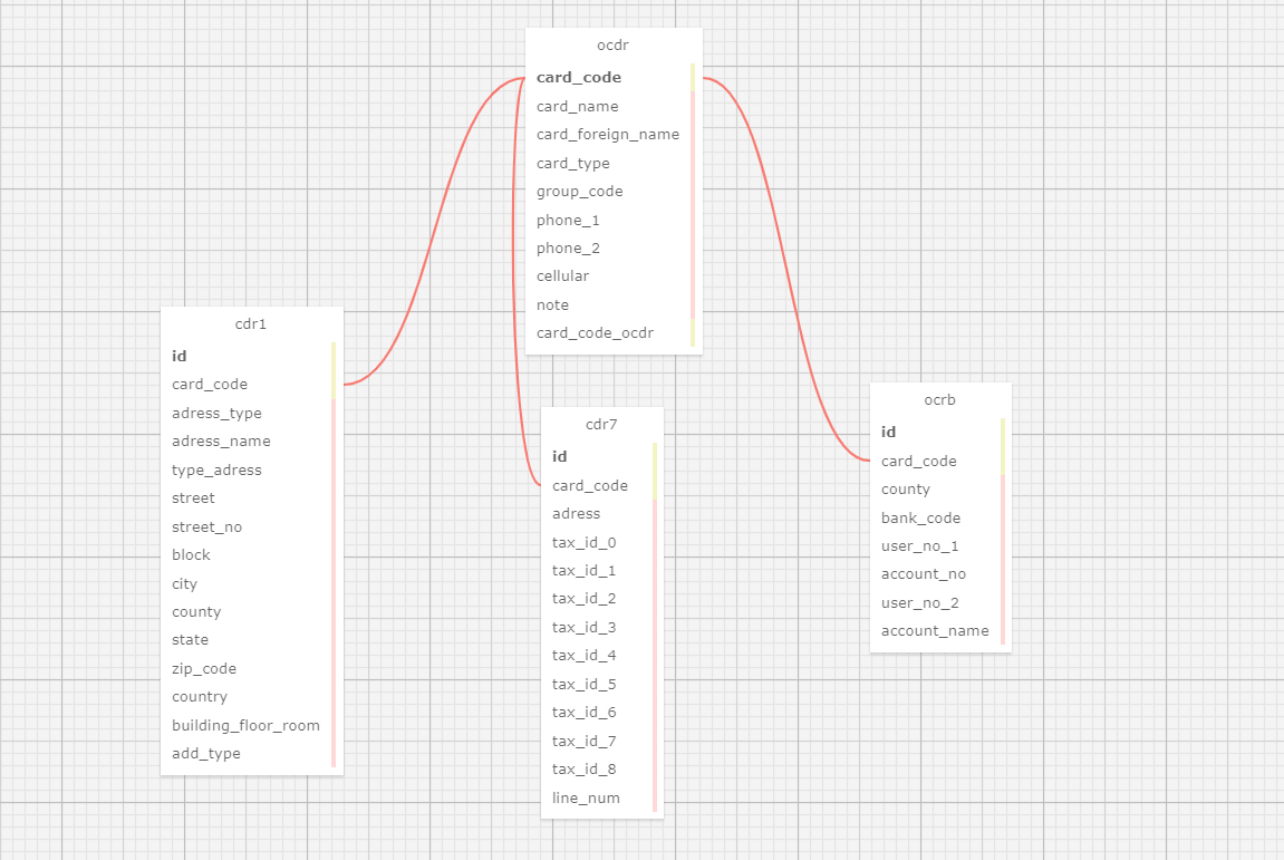 ocdr
card_code
card_name
card_foreign_name
card_type
group_code
phone_1
phone_2
cellular
note
card_code_ocdr
cdr1
id
card_code
adress_type
adress_name
type_adress
street
street_no
block
city
county
state
zip_code
country
building_floor_room
add_type
cdr7
id
card_code
adress
tax_id_0
tax_id_1
tax_id_2
tax_id_3
tax_id_4
tax_id_5
tax_id_6
tax_id_7
tax_id_8
line_num
ocrb
id
card_code
county
bank_code
user_no_1
account_no
user_no_2
account_name